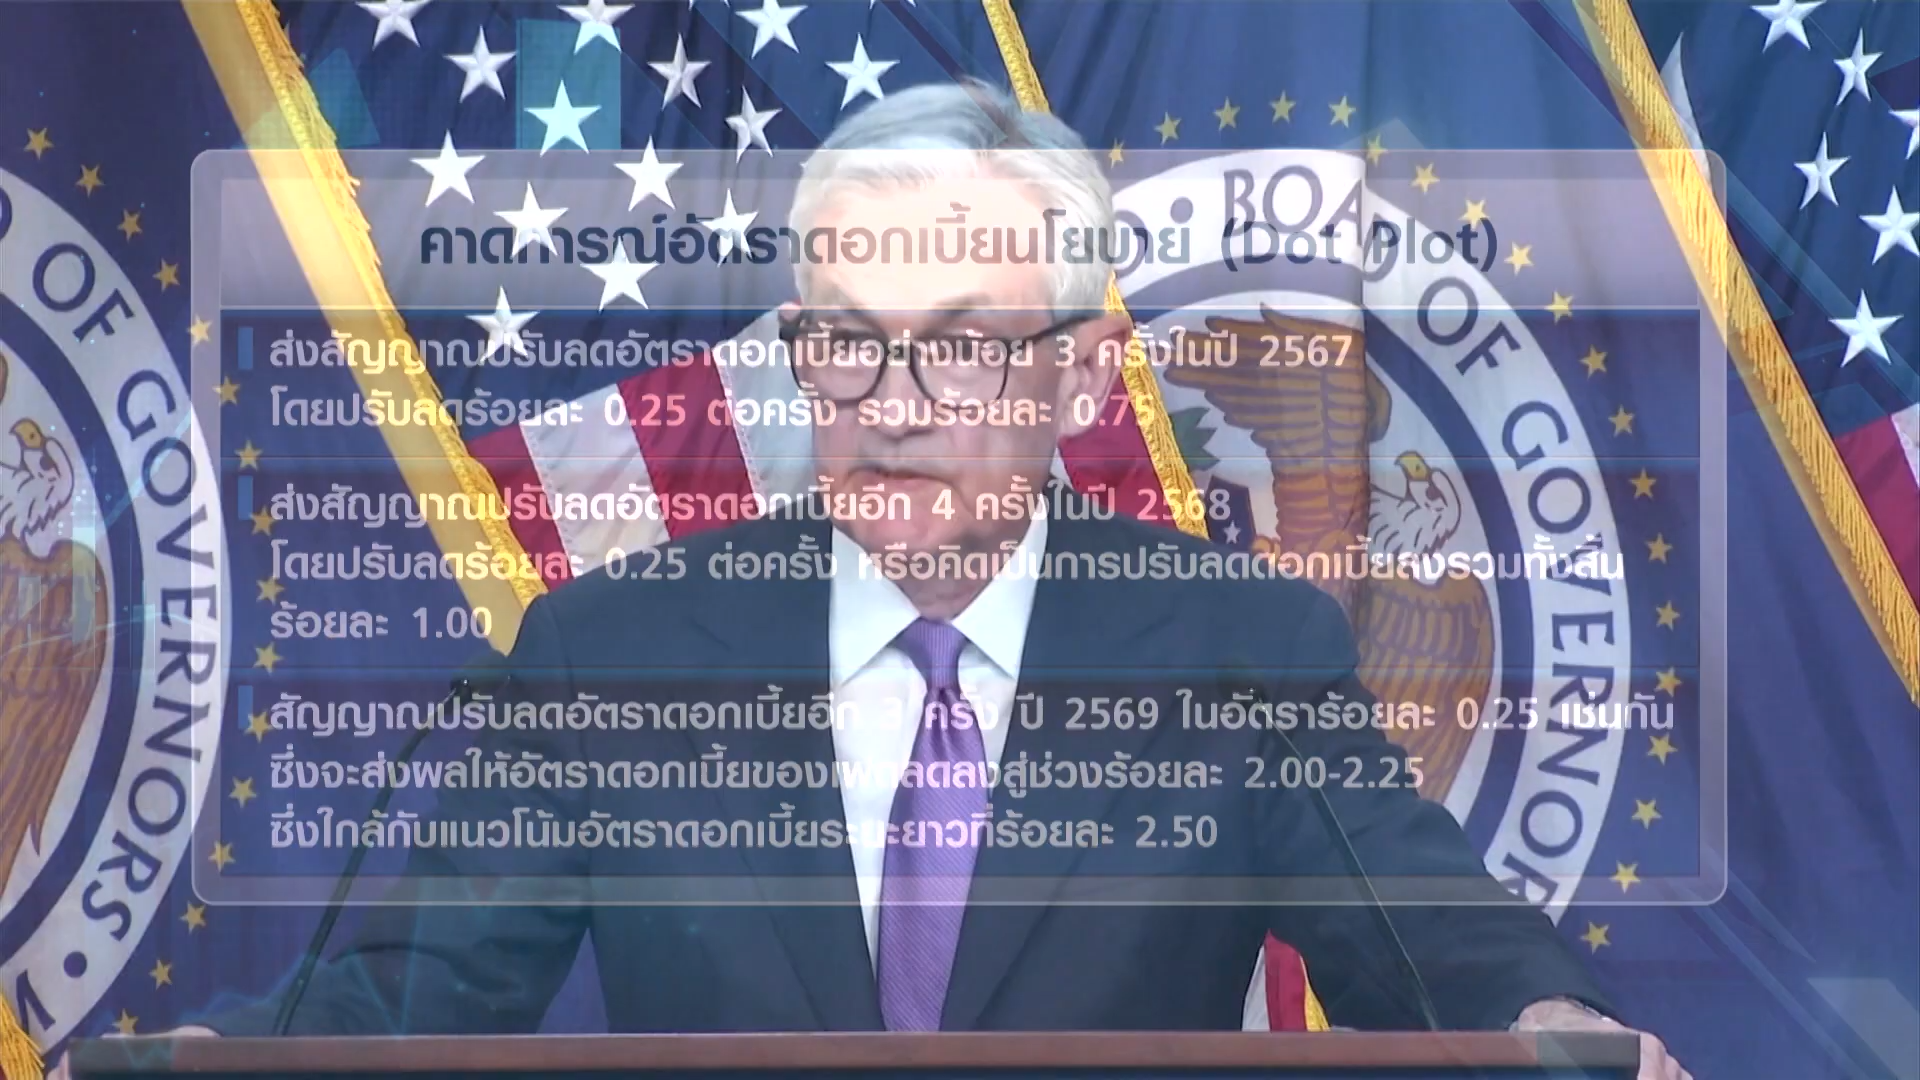 คาดการณ์อัตราดอกเบี้ยนโยบาย (Dot Plot)
ส่งสัญญาณปรับลดอัตราดอกเบี้ยอย่างน้อย 3 ครั้งในปี 2567
โดยปรับลดร้อยละ 0.25 ต่อครั้ง รวมร้อยละ 0.75
ส่งสัญญาณปรับลดอัตราดอกเบี้ยอีก 4 ครั้งในปี 2568
โดยปรับลดร้อยละ 0.25 ต่อครั้ง หรือคิดเป็นการปรับลดดอกเบี้ยลงรวมทั้งสิ้น
ร้อยละ 1.00
สัญญาณปรับลดอัตราดอกเบี้ยอีก 3 ครั้ง ปี 2569 ในอัตราร้อยละ 0.25 เช่นกัน
ซึ่งจะส่งผลให้อัตราดอกเบี้ยของเฟดลดลงสู่ช่วงร้อยละ 2.00-2.25
ซึ่งใกล้กับแนวโน้มอัตราดอกเบี้ยระยะยาวที่ร้อยละ 2.50
OF GOVERNORS
BOARD OF GOVERNOR